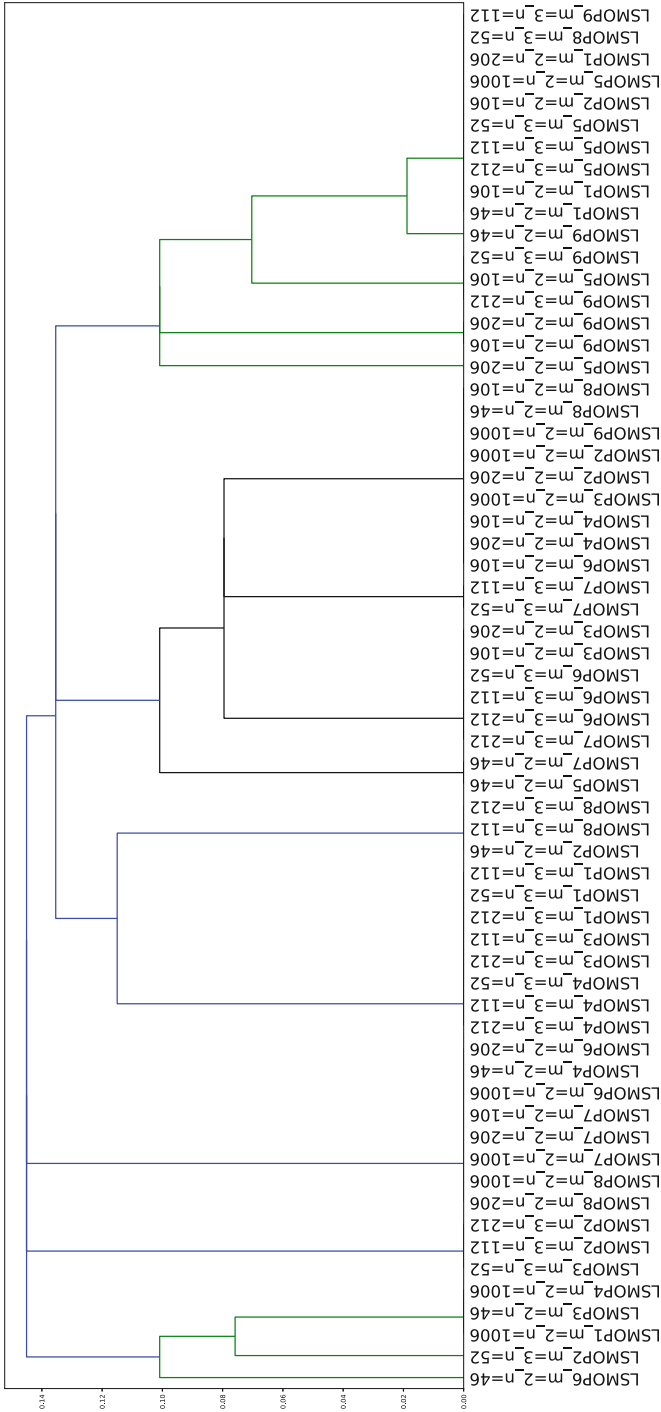 LSMOP9_m=3_n=112
LSMOP8_m=3_n=52
LSMOP1_m=2_n=206
LSMOP5_m=2_n=1006
LSMOP2_m=2_n=106
LSMOP5_m=3_n=52
LSMOP5_m=3_n=112
LSMOP5_m=3_n=212
LSMOP1_m=2_n=106
LSMOP1_m=2_n=46
LSMOP9_m=2_n=46
LSMOP9_m=3_n=52
LSMOP5_m=2_n=106
LSMOP9_m=3_n=212
LSMOP9_m=2_n=206
LSMOP9_m=2_n=106
LSMOP5_m=2_n=206
LSMOP8_m=2_n=106
LSMOP8_m=2_n=46
LSMOP9_m=2_n=1006
LSMOP2_m=2_n=1006
LSMOP2_m=2_n=206
LSMOP3_m=2_n=1006
LSMOP4_m=2_n=106
LSMOP4_m=2_n=206
LSMOP6_m=2_n=106
LSMOP7_m=3_n=112
LSMOP7_m=3_n=52
LSMOP3_m=2_n=206
LSMOP3_m=2_n=106
LSMOP6_m=3_n=52
LSMOP6_m=3_n=112
LSMOP6_m=3_n=212
LSMOP7_m=3_n=212
LSMOP7_m=2_n=46
LSMOP5_m=2_n=46
LSMOP8_m=3_n=212
LSMOP8_m=3_n=112
LSMOP2_m=2_n=46
LSMOP1_m=3_n=112
LSMOP1_m=3_n=52
LSMOP1_m=3_n=212
LSMOP3_m=3_n=112
LSMOP3_m=3_n=212
LSMOP4_m=3_n=52
LSMOP4_m=3_n=112
LSMOP4_m=3_n=212
LSMOP6_m=2_n=206
LSMOP4_m=2_n=46
LSMOP6_m=2_n=1006
LSMOP7_m=2_n=106
LSMOP7_m=2_n=206
LSMOP7_m=2_n=1006
LSMOP8_m=2_n=1006
LSMOP8_m=2_n=206
LSMOP2_m=3_n=212
LSMOP2_m=3_n=112
LSMOP3_m=3_n=52
LSMOP4_m=2_n=1006
LSMOP3_m=2_n=46
LSMOP1_m=2_n=1006
LSMOP2_m=3_n=52
LSMOP6_m=2_n=46
0.14
0.12
0.10
0.08
0.06
0.04
0.02
0.00